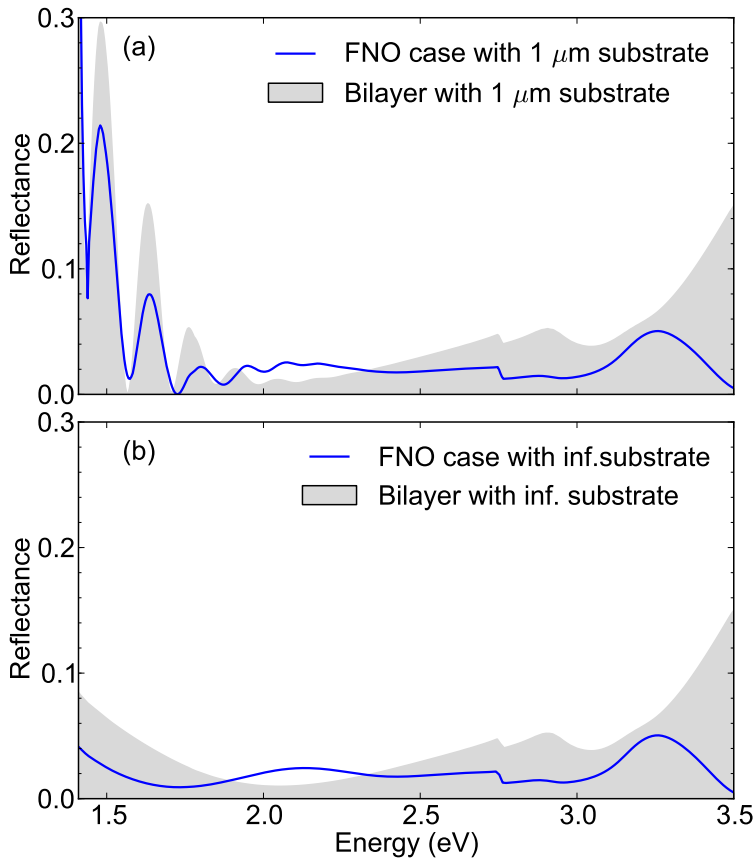 0.3
(a)
FNO case with 1 μm substrate
Bilayer with 1 μm substrate
0.2
Reflectance
0.1
0.0
0.3
(b)
FNO case with inf.substrate
Bilayer with inf. substrate
0.2
Reflectance
0.1
0.0
1.5 2.0 2.5 3.0 3.5
Energy (eV)